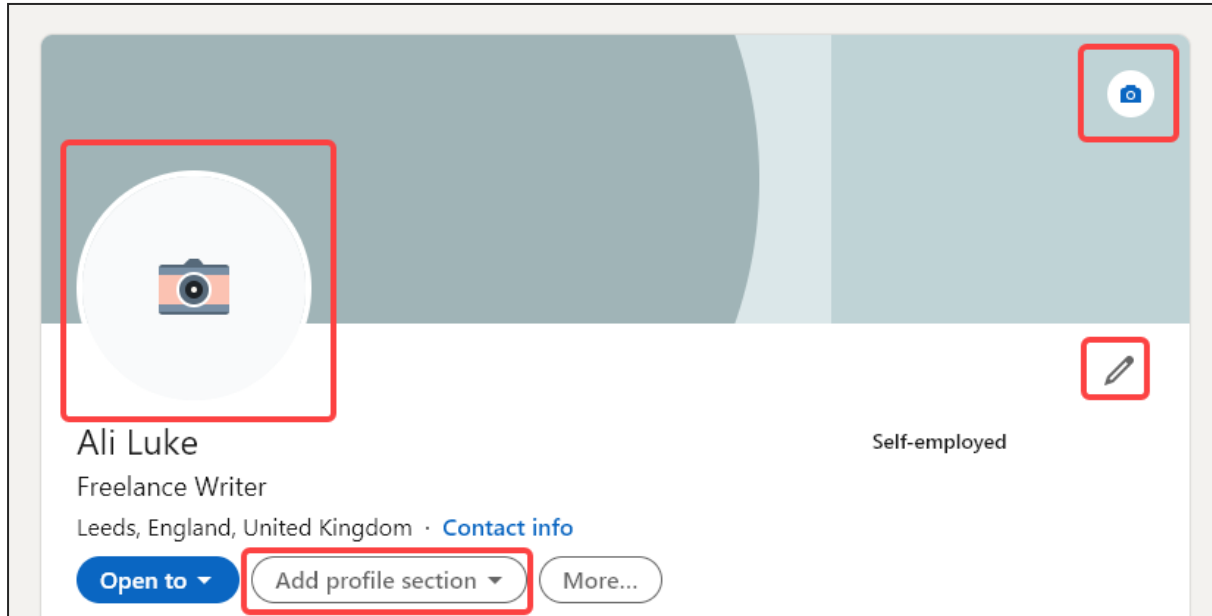 Ali Luke
Self-employed
Freelance Writer
Leeds, England, United Kingdom · Contact info
Open to
Add profile section
More...